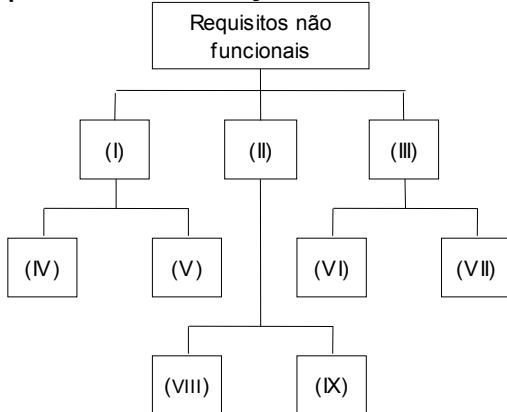 Requisitos não
funcionais
(I)
(II)
(III)
(IV)
(V)
(VI)
(VII)
(VIII)
(IX)